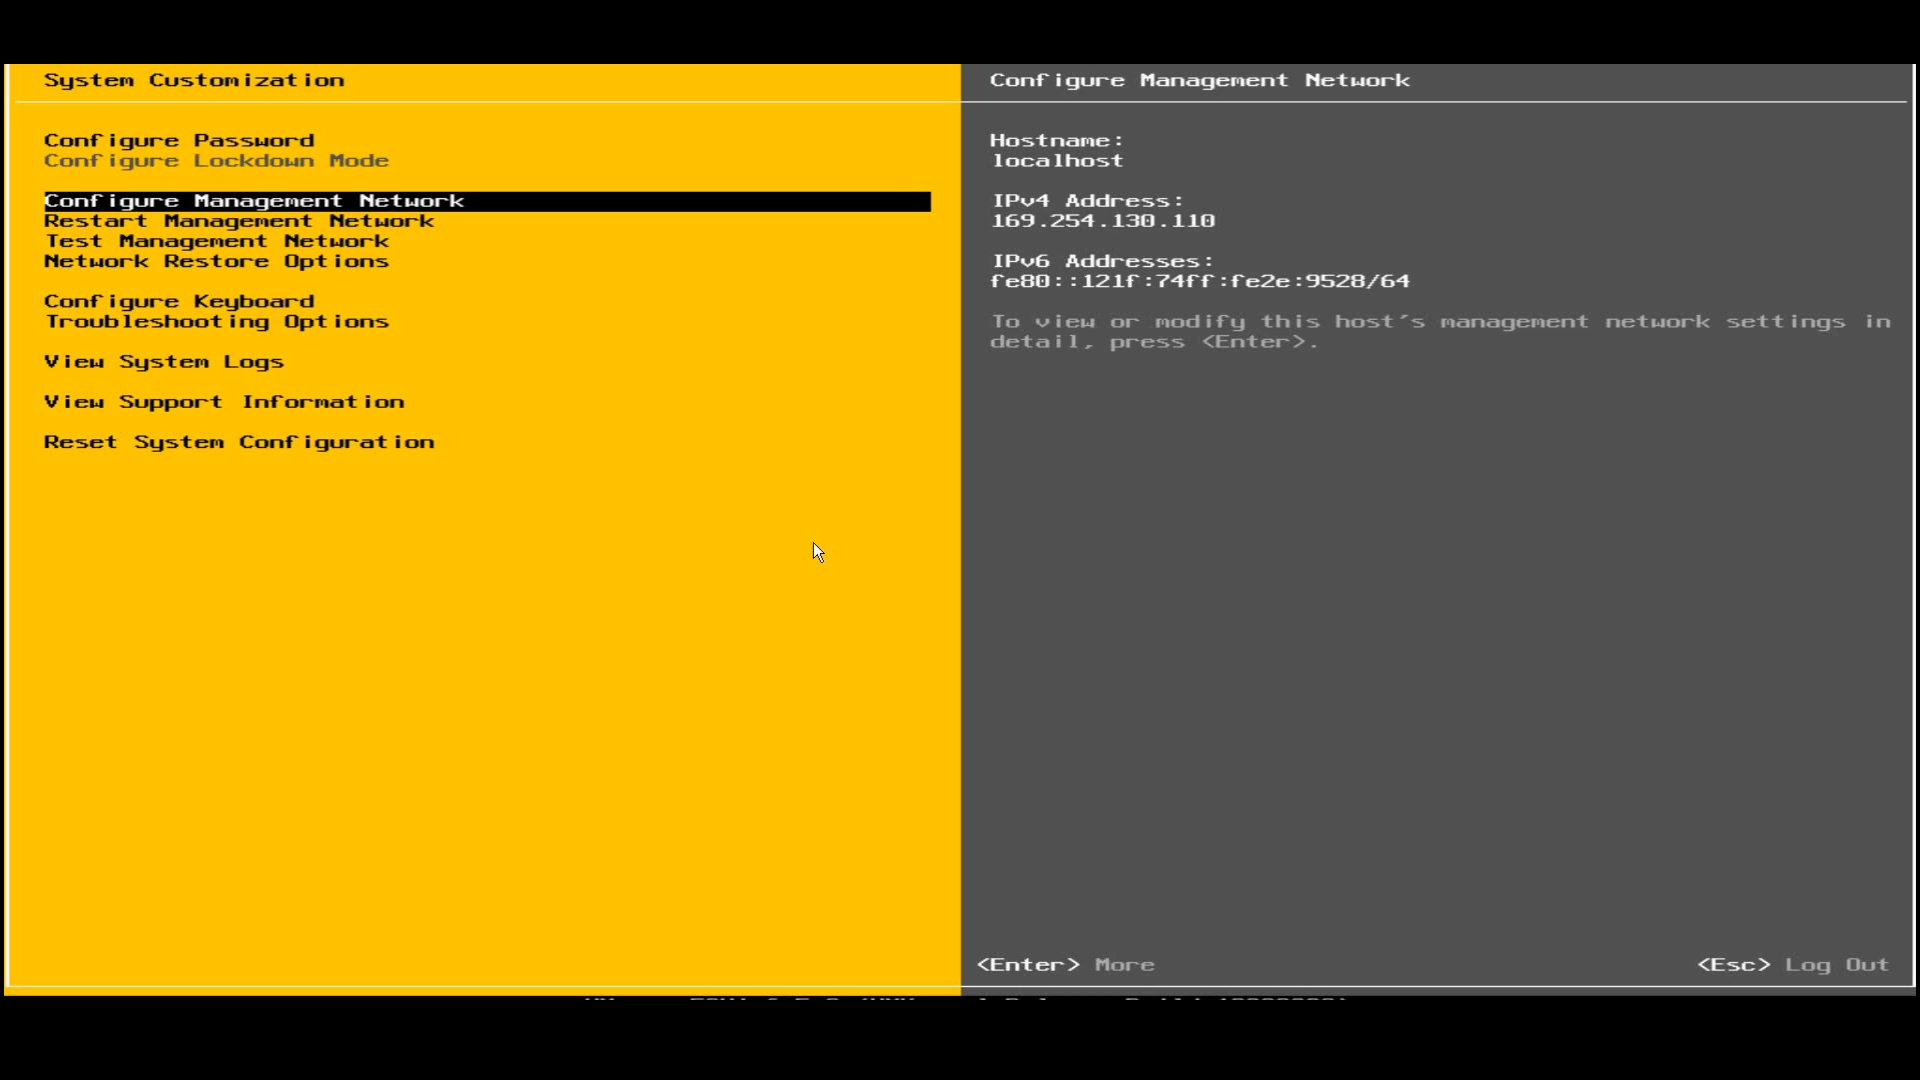 System Customization
Configure Password
Configure Lockdown Mode
Configure Management Network
Restart Management Network
Test Management Network
Network Restore Options
Configure Keyboard
Troubleshooting Options
View System Logs
View Support Information
Reset System Configuration
Configure Management Network
Hostname:
localhost
IPv4 Address:
169.254.130.110
IPv6 Addresses:
fe80::121f:74ff:fe2e:9528/64
To view or modify this host's management network settings in
detail, press <Enter>.
<Enter> More
<Esc> Log Out